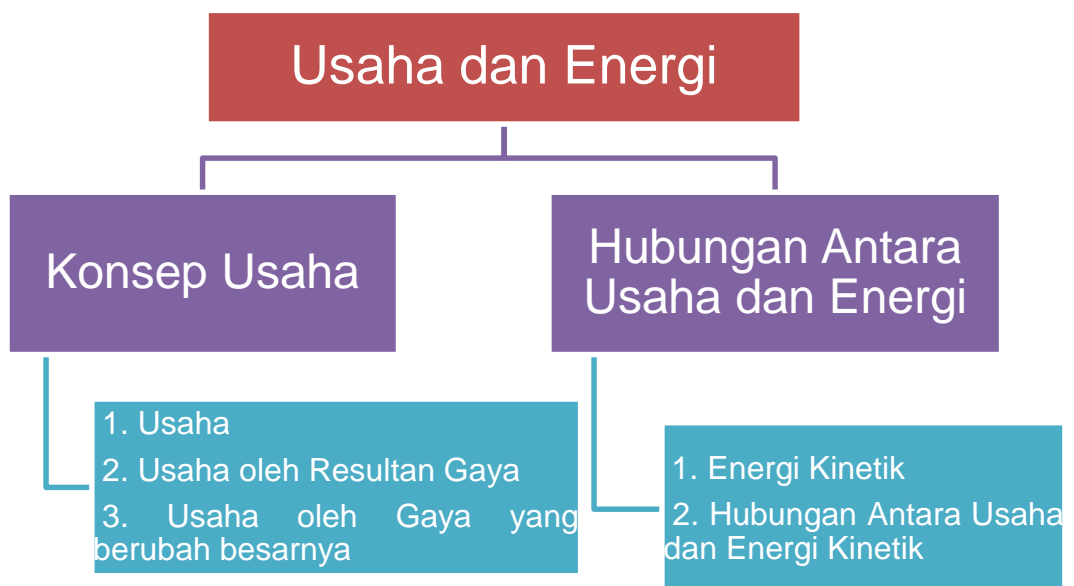 Usaha dan Energi
Konsep Usaha
Hubungan Antara
Usaha dan Energi
1. Usaha
2. Usaha oleh Resultan Gaya
3. Usaha oleh Gaya yang
berubah besarnya
1. Energi Kinetik
2. Hubungan Antara Usaha
dan Energi Kinetik